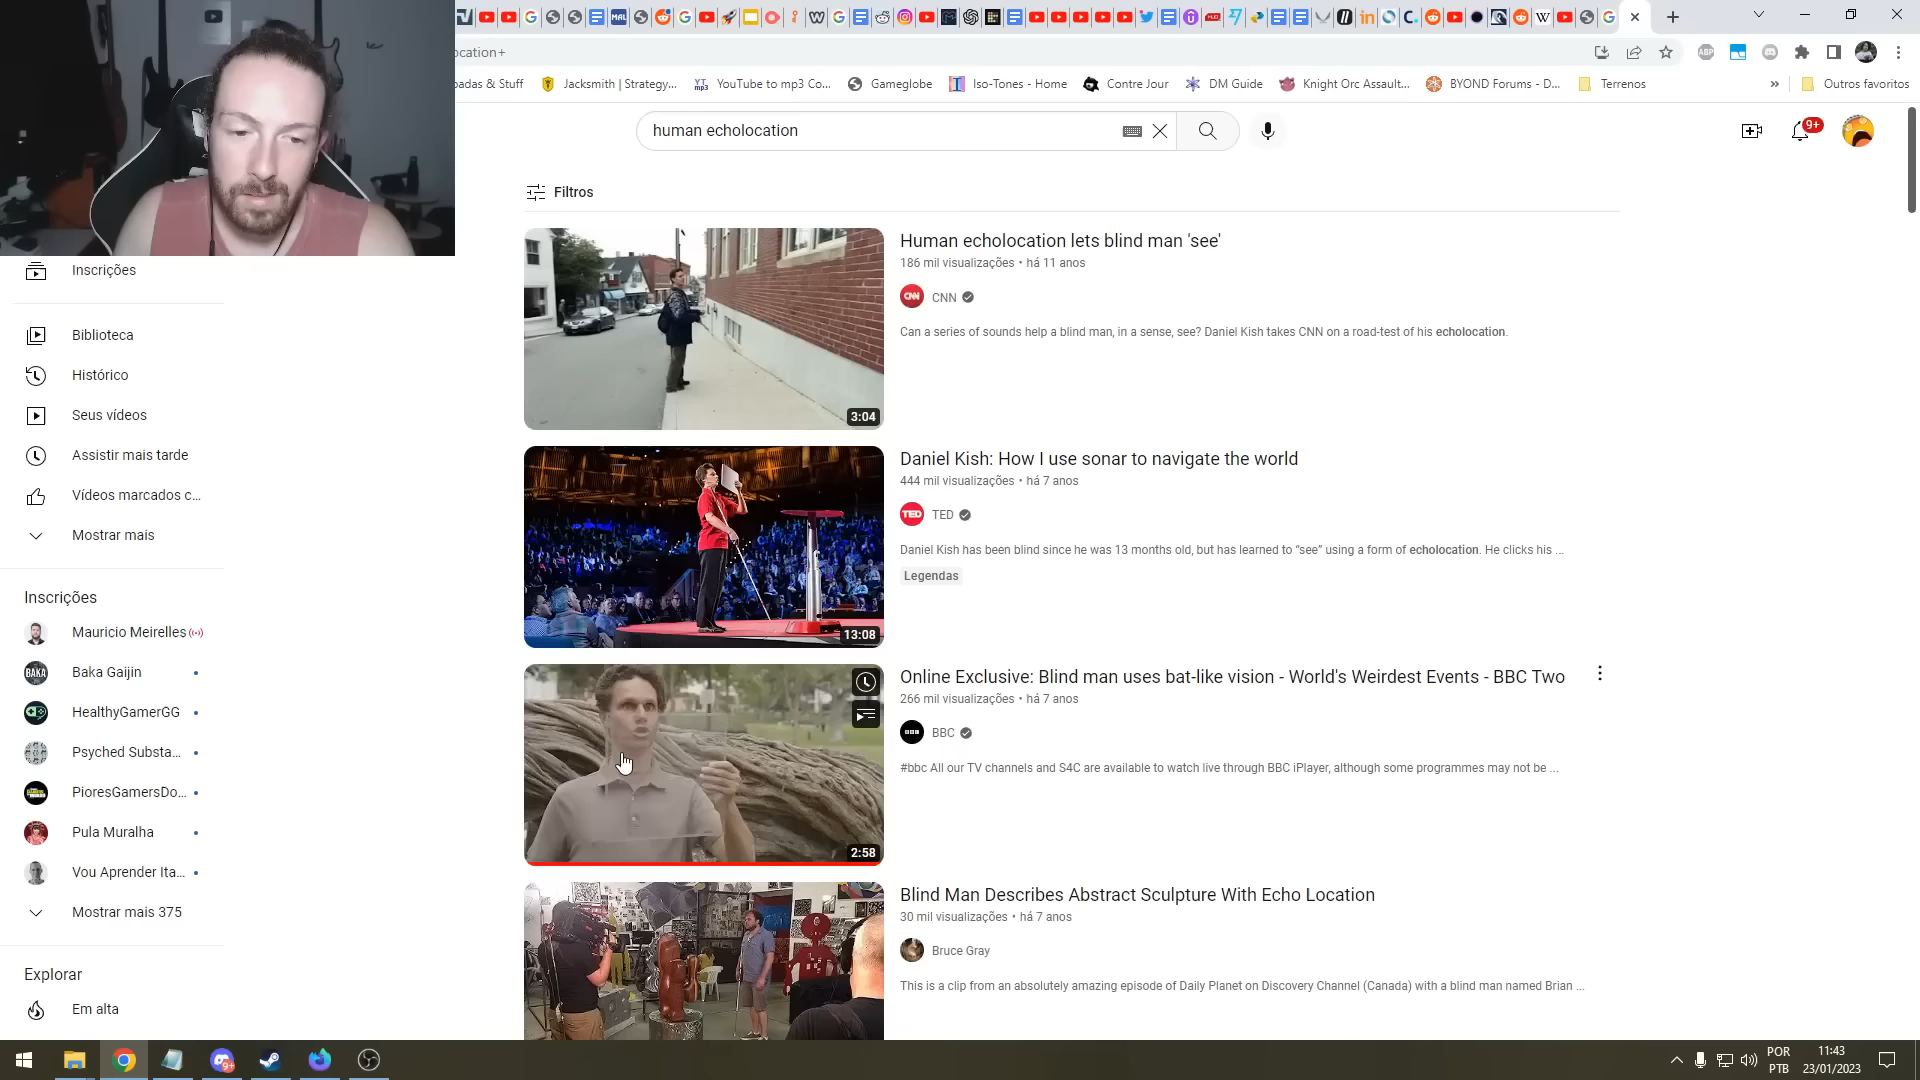 ocation+
padas & Stuff
Jacksmith | Strategy...
YouTube to mp3 Co...
Gameglobe
Iso-Tones - Home
Contre Jour
DM Guide
Knight Orc Assault...
BYOND Forums - D...
Terrenos
»
Outros favoritos
human echolocation
9+
Filtros
Inscrições
Biblioteca
Histórico
Seus vídeos
Assistir mais tarde
Vídeos marcados c...
Mostrar mais
Inscrições
Mauricio Meirelles
Baka Gaijin
HealthyGamerGG
Psyched Substa...
PioresGamersDo...
Pula Muralha
Vou Aprender Ita...
Mostrar mais 375
Explorar
Em alta
3:04
Human echolocation lets blind man 'see'
186 mil visualizações • há 11 anos
CNN
Can a series of sounds help a blind man, in a sense, see? Daniel Kish takes CNN on a road-test of his echolocation.
13:08
Daniel Kish: How I use sonar to navigate the world
444 mil visualizações • há 7 anos
TED
Daniel Kish has been blind since he was 13 months old, but has learned to “see” using a form of echolocation. He clicks his ...
Legendas
2:58
Online Exclusive: Blind man uses bat-like vision - World's Weirdest Events - BBC Two
266 mil visualizações • há 7 anos
BBC
#bbc All our TV channels and S4C are available to watch live through BBC iPlayer, although some programmes may not be ...
Blind Man Describes Abstract Sculpture With Echo Location
30 mil visualizações • há 7 anos
Bruce Gray
This is a clip from an absolutely amazing episode of Daily Planet on Discovery Channel (Canada) with a blind man named Brian ...
POR
PTB
11:43
23/01/2023